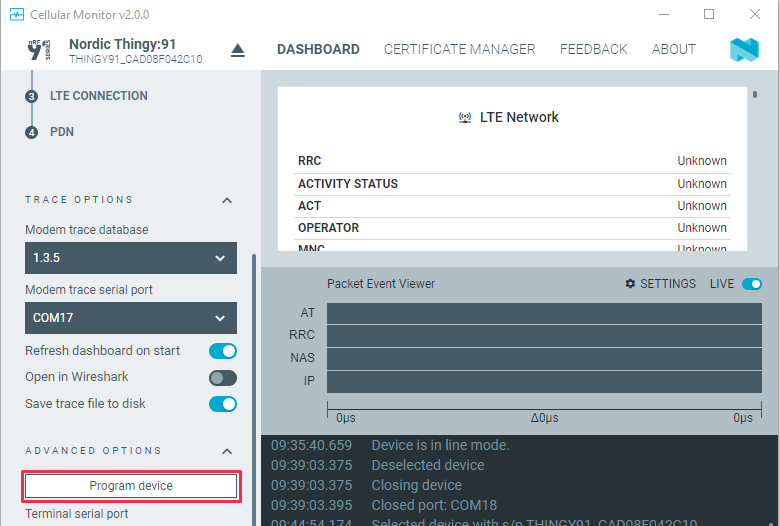 Cellular Monitor v2.0.0
nRF 91 SERIES
Nordic Thingy:91
THINGY91_CAD08F042C10
DASHBOARD CERTIFICATE MANAGER FEEDBACK ABOUT
3 LTE CONNECTION
4 PDN
TRACE OPTIONS
Modem trace database
1.3.5
Modem trace serial port
COM17
Refresh dashboard on start
Open in Wireshark
Save trace file to disk
ADVANCED OPTIONS
Program device
Terminal serial port
LTE Network
RRC Unknown
ACTIVITY STATUS Unknown
ACT Unknown
OPERATOR Unknown
MNC Unknown
Packet Event Viewer SETTINGS LIVE
AT
RRC
NAS
IP
0μs Δ0μs 0μs
09:35:40.659 Device is in line mode.
09:39:03.375 Deselected device
09:39:03.375 Closing device
09:39:03.395 Closed port: COM18
09:44:54.174 Selected device with s/n THINGY91_CAD08F042C10